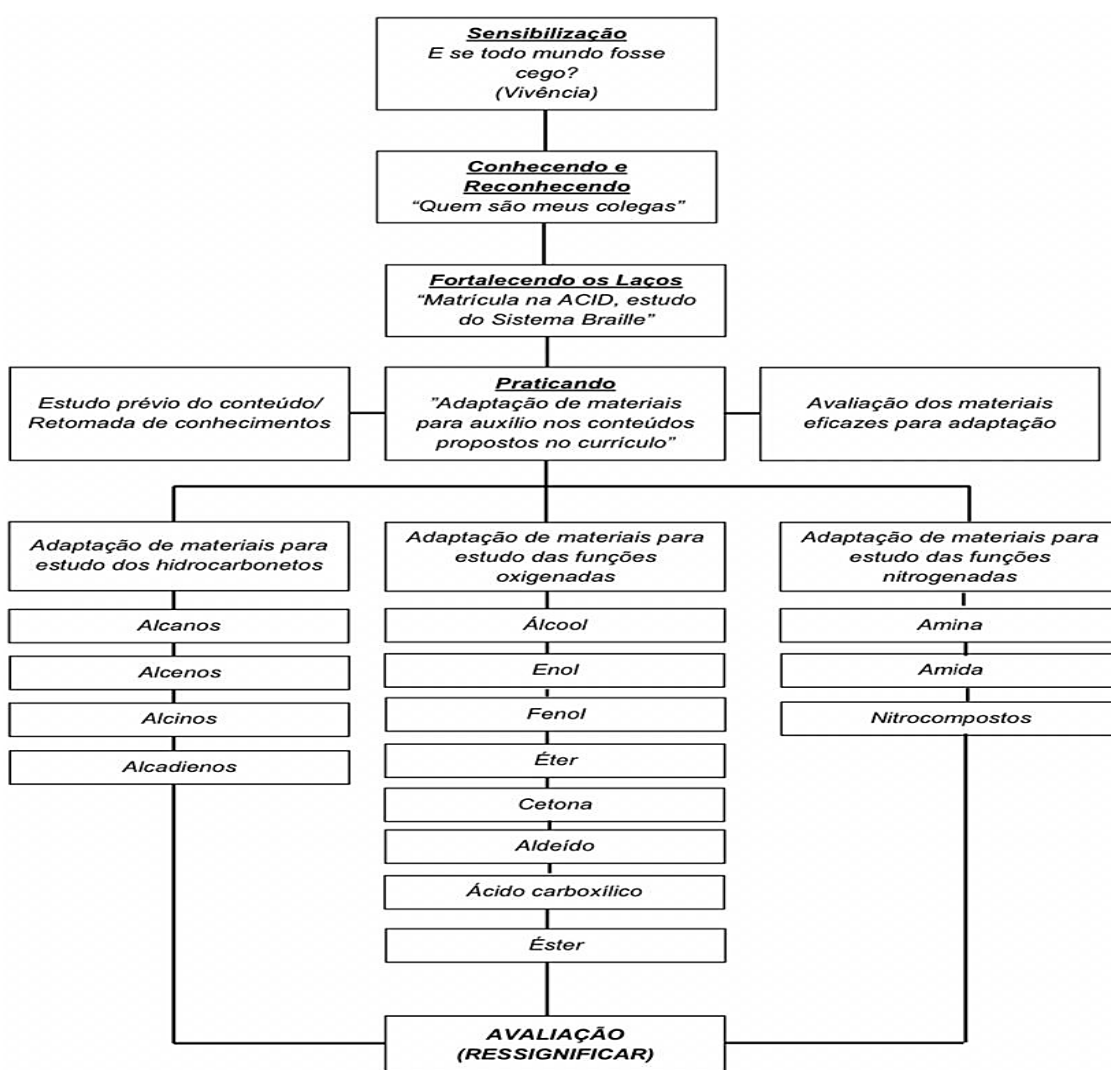 Sensibilização
E se todo mundo fosse
cego?
(Vivência)
Conhecendo e
Reconhecendo
“Quem são meus colegas”
Fortalecendo os Laços
“Matrícula na ACID, estudo
do Sistema Braille”
Estudo prévio do conteúdo/
Retomada de conhecimentos
Praticando
”Adaptação de materiais
para auxílio nos conteúdos
propostos no currículo”
Avaliação dos materiais
eficazes para adaptação
Adaptação de materiais para
estudo dos hidrocarbonetos
Alcanos
Alcenos
Alcinos
Alcadienos
Adaptação de materiais para
estudo das funções
oxigenadas
Álcool
Enol
Fenol
Éter
Cetona
Aldeído
Ácido carboxílico
Éster
Adaptação de materiais para
estudo das funções
nitrogenadas
Amina
Amida
Nitrocompostos
AVALIAÇÃO
(RESSIGNIFICAR)